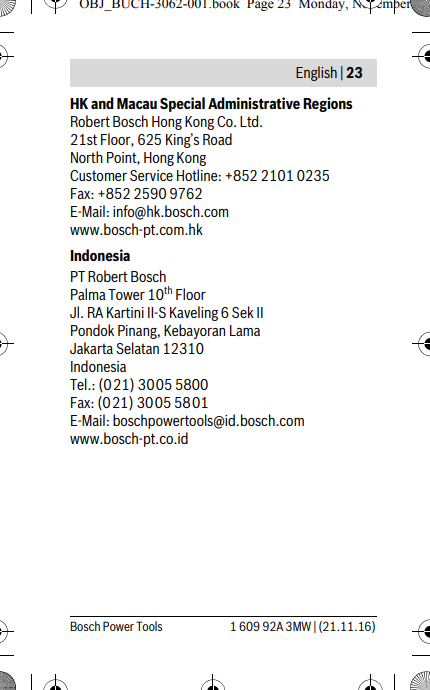 OBJ_BUCH-3062-001.book Page 23 Monday, November
English | 23
HK and Macau Special Administrative Regions
Robert Bosch Hong Kong Co. Ltd.
21st Floor, 625 King's Road
North Point, Hong Kong
Customer Service Hotline: +852 2101 0235
Fax: +852 2590 9762
E-Mail: info@hk.bosch.com
www.bosch-pt.com.hk
Indonesia
PT Robert Bosch
Palma Tower 10th Floor
Jl. RA Kartini II-S Kaveling 6 Sek II
Pondok Pinang, Kebayoran Lama
Jakarta Selatan 12310
Indonesia
Tel.: (021) 3005 5800
Fax: (021) 3005 5801
E-Mail: boschpowertools@id.bosch.com
www.bosch-pt.co.id
Bosch Power Tools 1 609 92A 3MW | (21.11.16)